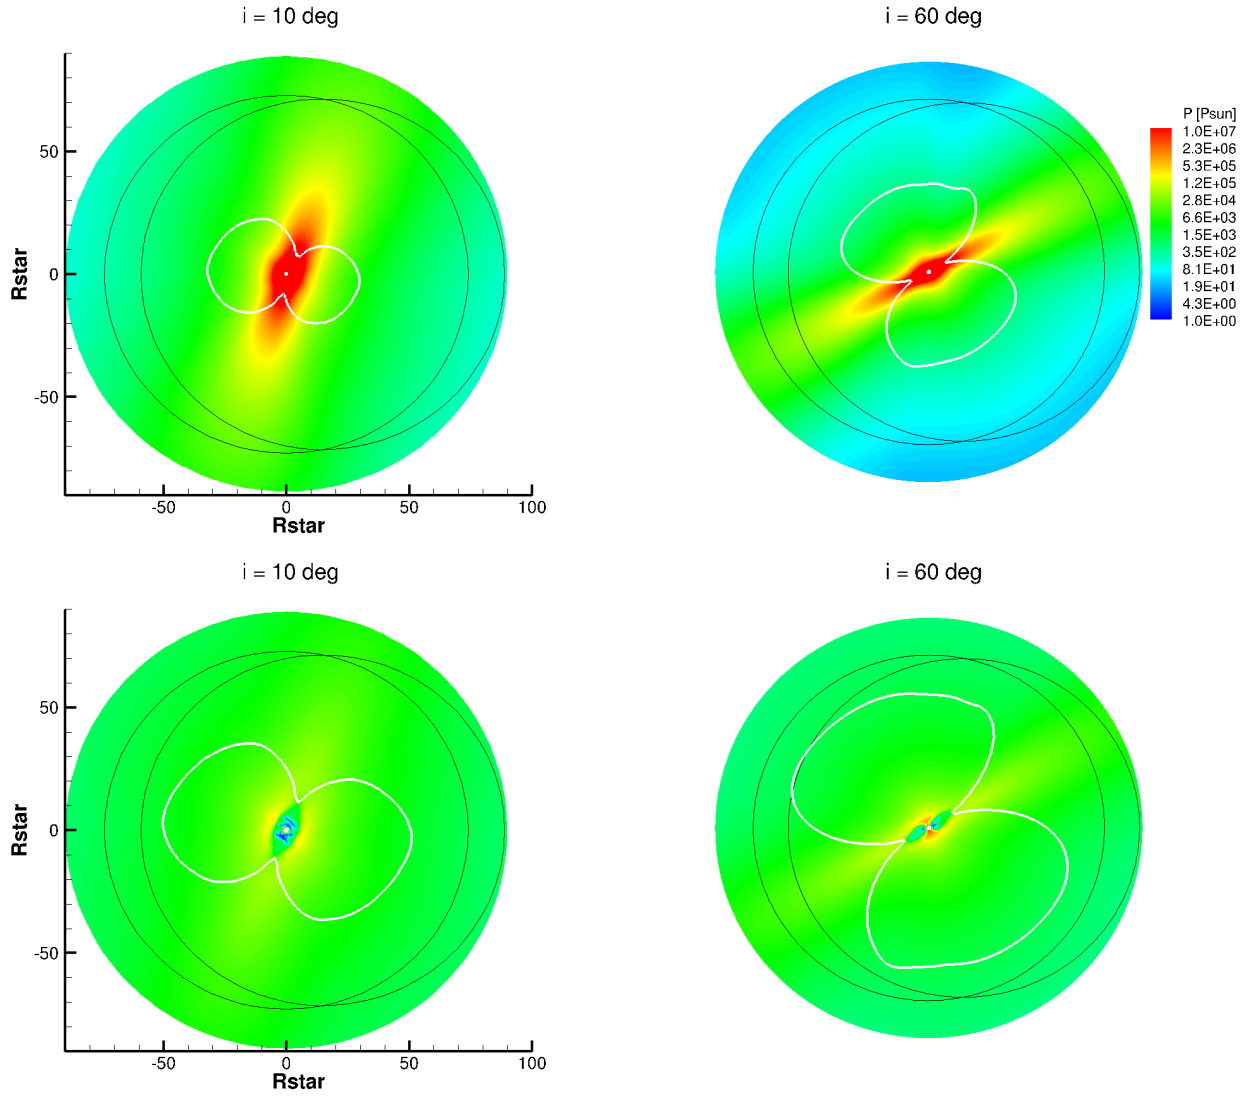 i = 10 deg
i = 60 deg
P [Psun]
1.0E+07
2.3E+06
5.3E+05
1.2E+05
2.8E+04
6.6E+03
1.5E+03
3.5E+02
8.1E+01
1.9E+01
4.3E+00
1.0E+00
50
0
-50
Rstar
-50
0
50
100
Rstar
i = 10 deg
i = 60 deg
50
0
-50
Rstar
-50
0
50
100
Rstar